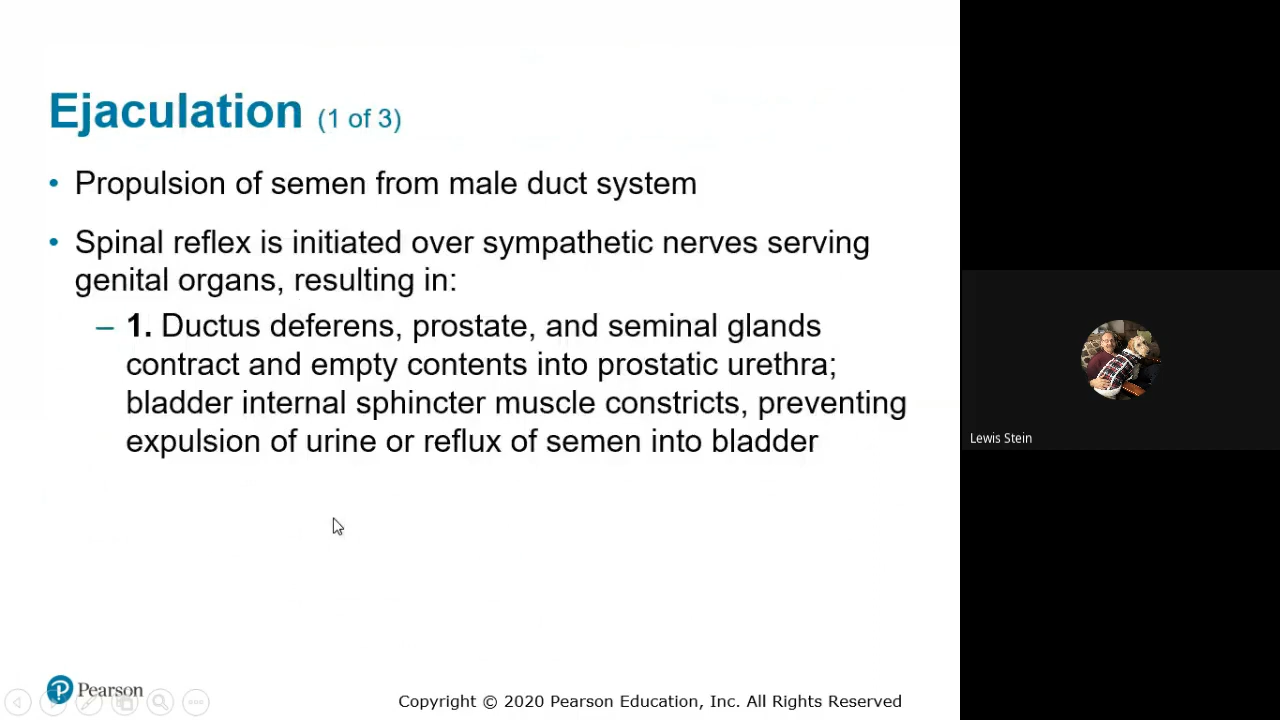 Ejaculation (1 of 3)
• Propulsion of semen from male duct system
• Spinal reflex is initiated over sympathetic nerves serving
genital organs, resulting in:
– 1. Ductus deferens, prostate, and seminal glands
contract and empty contents into prostatic urethra;
bladder internal sphincter muscle constricts, preventing
expulsion of urine or reflux of semen into bladder
Lewis Stein
P Pearson
Copyright © 2020 Pearson Education, Inc. All Rights Reserved